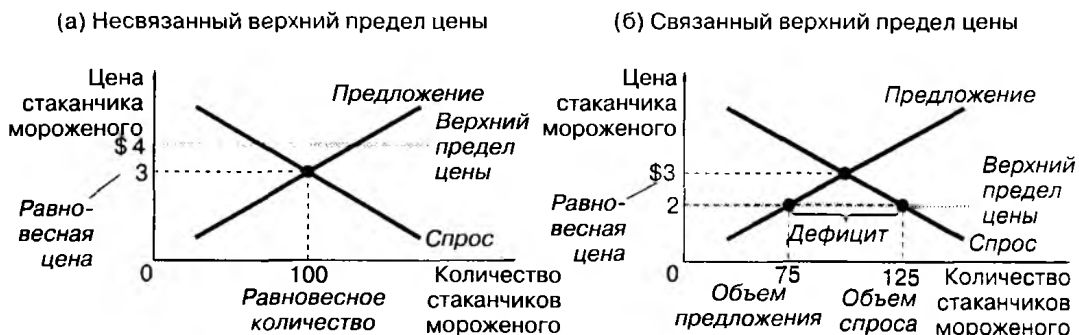 (а) Несвязанный верхний предел цены
Цена
стаканчика
мороженого
$4
3
Равно-
весная
цена
0
Предложение
Верхний
предел
цены
Спрос
100
Равновесное
количество
Количество
стаканчиков
мороженого
(б) Связанный верхний предел цены
Цена
стаканчика
мороженого
$3
2
Равно-
весная
цена
0
Предложение
Верхний
предел
цены
Спрос
Дефицит
75
125
Объем
предложения
Объем
спроса
Количество
стаканчиков
мороженого